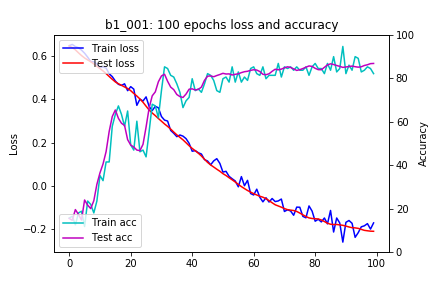 b1_001: 100 epochs loss and accuracy
Train loss
Test loss
Train acc
Test acc
Loss
0.6
0.4
0.2
0.0
−0.2
Accuracy
100
80
60
40
20
0
0 20 40 60 80 100